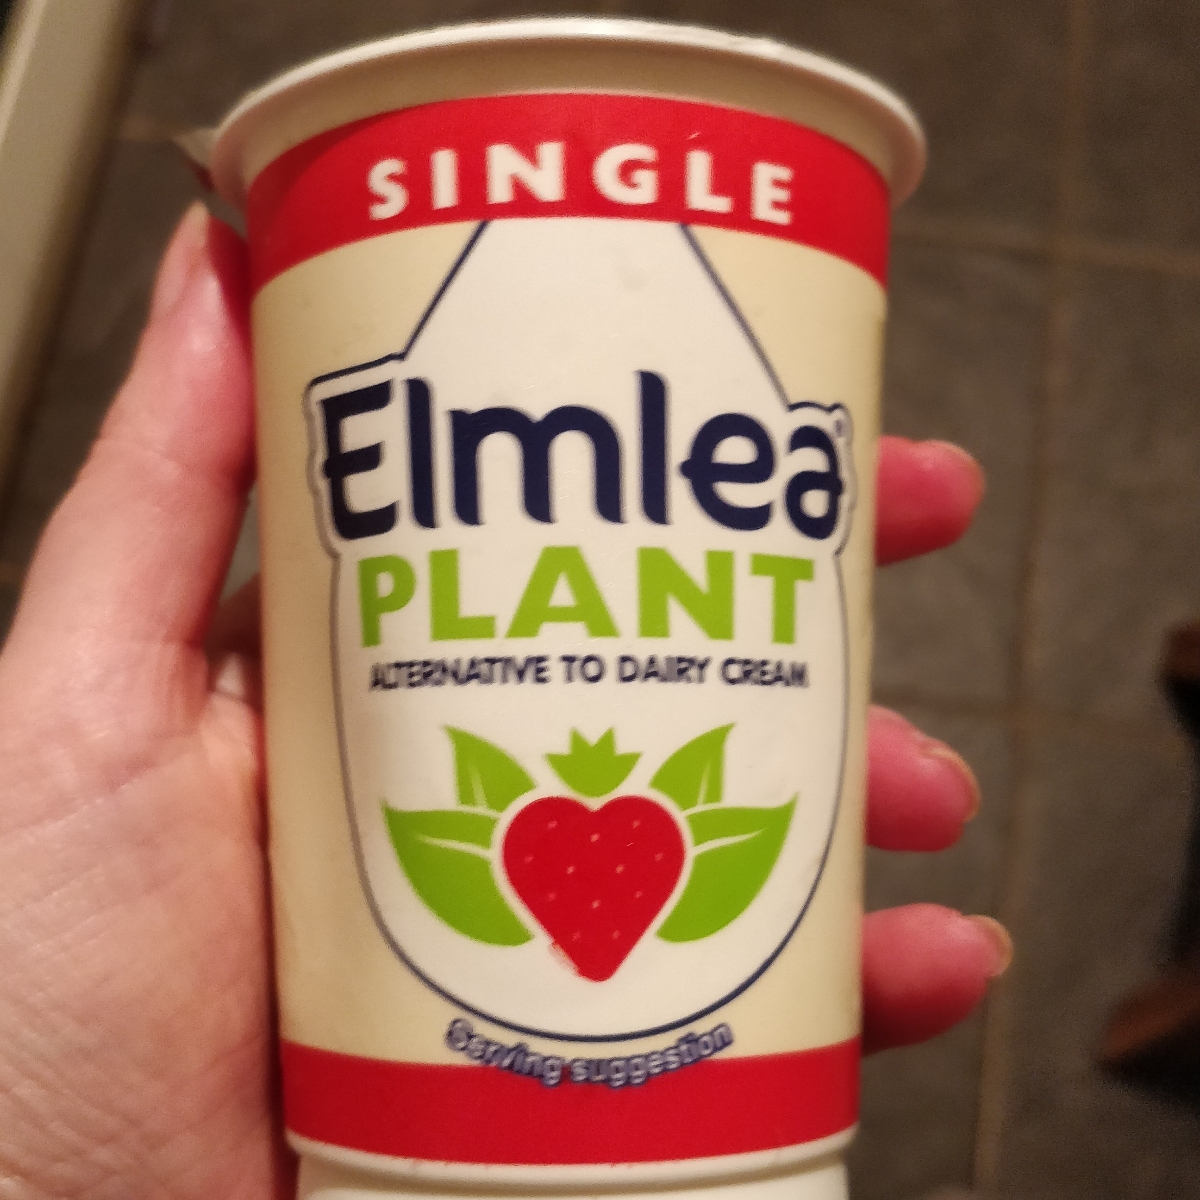 SINGLE
Elmlea
PLANT
ALTERNATIVE TO DAIRY CREAM
Serving suggestion